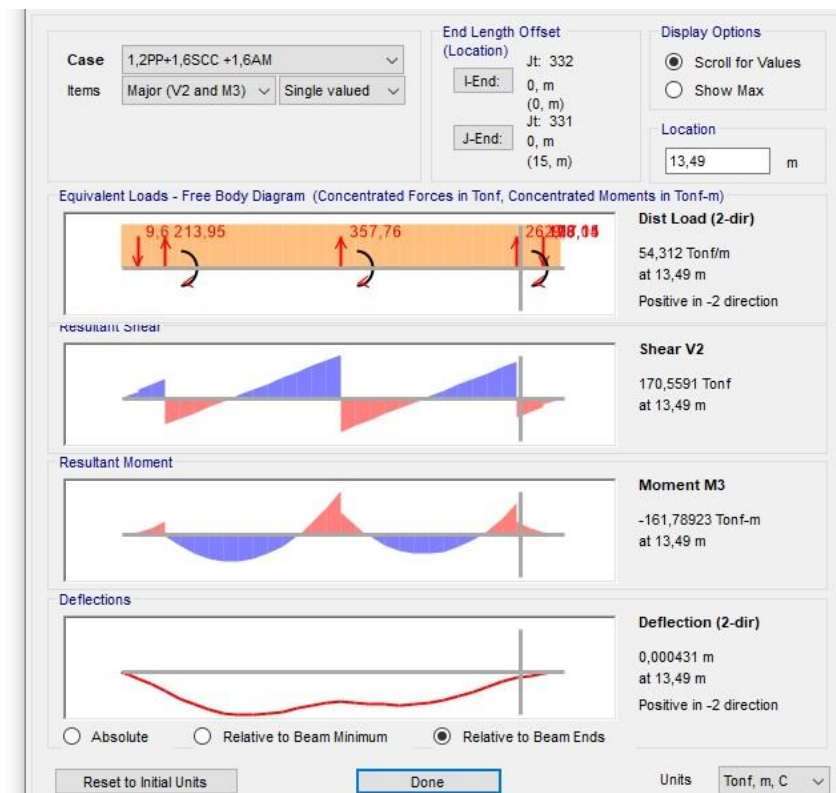 Case 1,2PP+1,6SCC +1,6AM
Items Major (V2 and M3) Single valued
End Length Offset
(Location)
Jt: 332
I-End: 0, m
(0, m)
Jt: 331
J-End: 0, m
(15, m)
Display Options
Scroll for Values
Show Max
Location
13,49 m
Equivalent Loads - Free Body Diagram (Concentrated Forces in Tonf, Concentrated Moments in Tonf-m)
9,6 213,95 357,76
Dist Load (2-dir)
54,312 Tonf/m
at 13,49 m
Positive in -2 direction
Resultant Shear
Shear V2
170,5591 Tonf
at 13,49 m
Resultant Moment
Moment M3
-161,78923 Tonf-m
at 13,49 m
Deflections
Deflection (2-dir)
0,000431 m
at 13,49 m
Positive in -2 direction
Absolute Relative to Beam Minimum Relative to Beam Ends
Reset to Initial Units Done Units Tonf, m, C